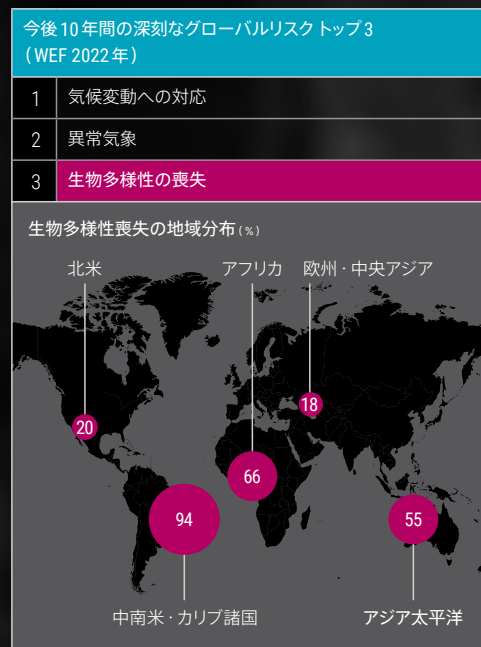 今後10年間の深刻なグローバルリスク トップ3
(WEF 2022年)
1 気候変動への対応
2 異常気象
3 生物多様性の喪失
生物多様性喪失の地域分布(%)
北米 アフリカ 欧州・中央アジア
18
20
66
94 55
中南米・カリブ諸国 アジア太平洋